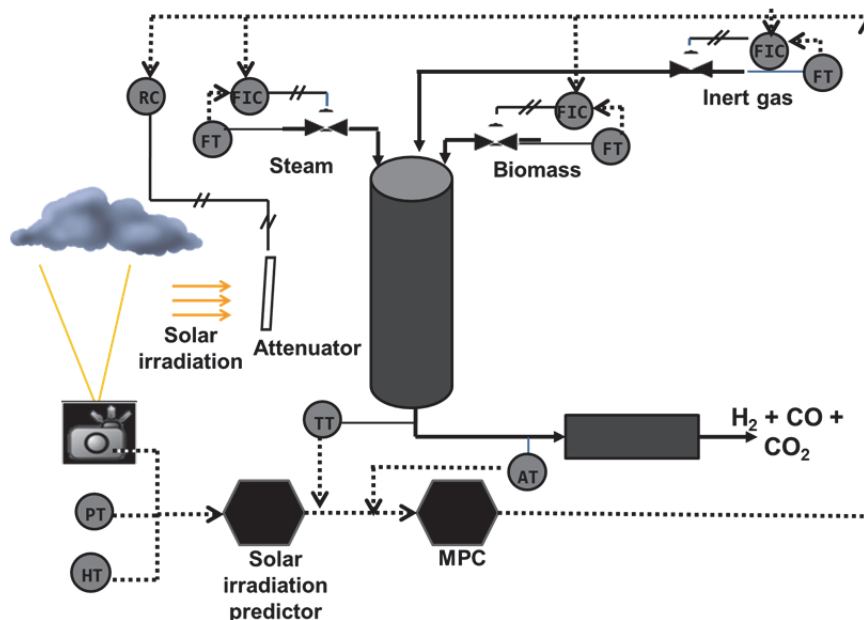 FIC
RC
FIC
FT
Inert gas
FIC
FT
Steam
Biomass
FT
Solar
irradiation
Attenuator
TT
H₂ + CO +
CO₂
AT
PT
MPC
Solar
irradiation
predictor
HT